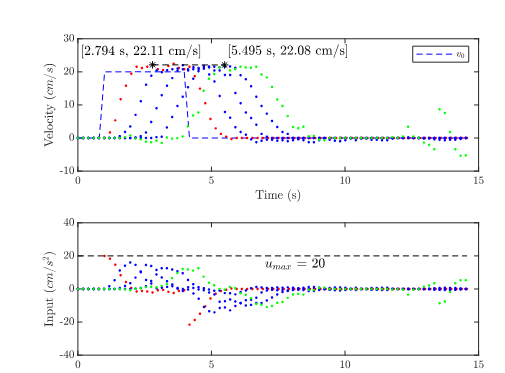 [2.794 s, 22.11 cm/s]
[5.495 s, 22.08 cm/s]
v₀
30
20
10
0
-10
0
5
10
15
Velocity (cm/s)
Time (s)
40
20
0
-20
-40
0
5
10
15
Input (cm/s²)
uₘₐₓ = 20